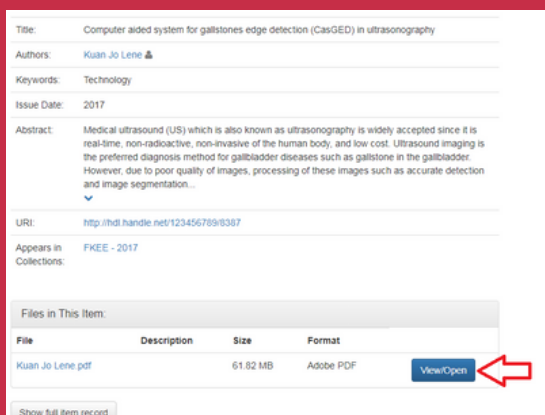 Title: Computer aided system for gallstones edge detection (CasGED) in ultrasonography
Authors: Kuan Jo Lene
Keywords: Technology
Issue Date: 2017
Abstract: Medical ultrasound (US) which is also known as ultrasonography is widely accepted since it is
real-time, non-radioactive, non-invasive of the human body, and low cost. Ultrasound imaging is
the preferred diagnosis method for gallbladder diseases such as gallstone in the gallbladder.
However, due to poor quality of images, processing of these images such as accurate detection
and image segmentation...
URI: http://hdl.handle.net/123456789/8387
Appears in FKEE - 2017
Collections:
Files in This Item:
File Description Size Format
Kuan Jo Lene.pdf 61.82 MB Adobe PDF View/Open
Show full item record